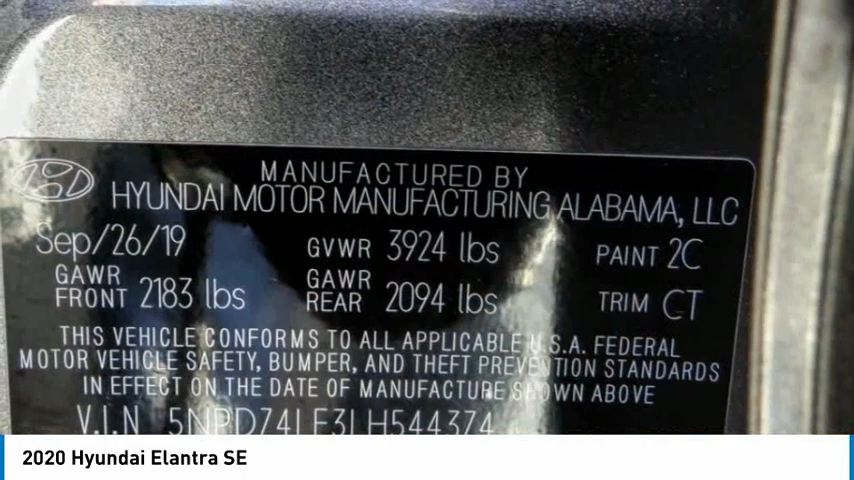 MANUFACTURED BY
HYUNDAI MOTOR MANUFACTURING ALABAMA, LLC
Sep/26/19 GVWR 3924 lbs PAINT 2C
GAWR FRONT 2183 lbs GAWR REAR 2094 lbs TRIM CT
THIS VEHICLE CONFORMS TO ALL APPLICABLE U.S.A. FEDERAL
MOTOR VEHICLE SAFETY, BUMPER, AND THEFT PREVENTION STANDARDS
IN EFFECT ON THE DATE OF MANUFACTURE SHOWN ABOVE
V.I.N 5NPD74LF3LH544374
2020 Hyundai Elantra SE